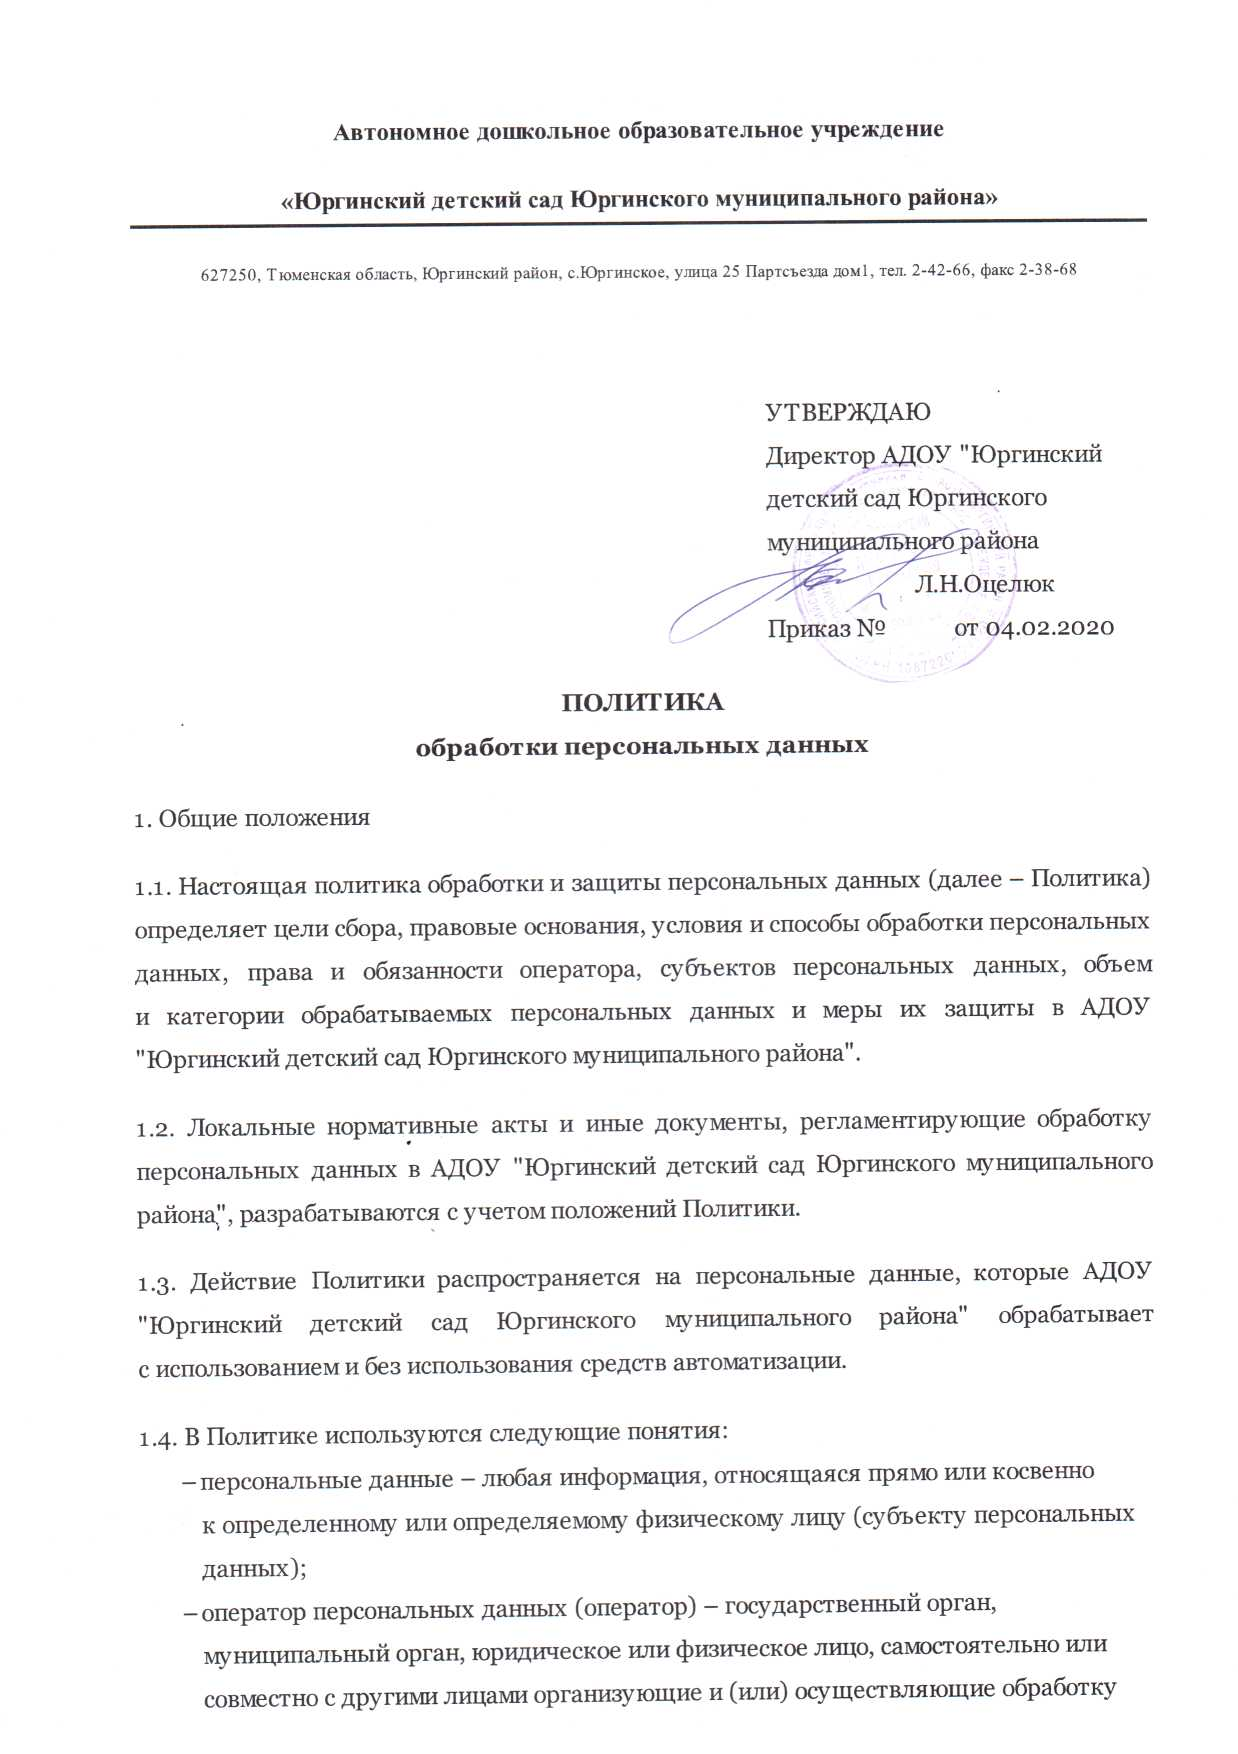 Автономное дошкольное образовательное учреждение
«Юргинский детский сад Юргинского муниципального района»
627250, Тюменская область, Юргинский район, с.Юргинское, улица 25 Партсъезда дом1, тел. 2-42-66, факс 2-38-68
УТВЕРЖДАЮ
Директор АДОУ "Юргинский
детский сад Юргинского
муниципального района
Л.Н.Оцелюк
Приказ № от 04.02.2020
ПОЛИТИКА
обработки персональных данных
1. Общие положения
1.1. Настоящая политика обработки и защиты персональных данных (далее – Политика)
определяет цели сбора, правовые основания, условия и способы обработки персональных
данных, права и обязанности оператора, субъектов персональных данных, объем
и категории обрабатываемых персональных данных и меры их защиты в АДОУ
"Юргинский детский сад Юргинского муниципального района".
1.2. Локальные нормативные акты и иные документы, регламентирующие обработку
персональных данных в АДОУ "Юргинский детский сад Юргинского муниципального
района", разрабатываются с учетом положений Политики.
1.3. Действие Политики распространяется на персональные данные, которые АДОУ
"Юргинский детский сад Юргинского муниципального района" обрабатывает
с использованием и без использования средств автоматизации.
1.4. В Политике используются следующие понятия:
– персональные данные – любая информация, относящаяся прямо или косвенно
к определенному или определяемому физическому лицу (субъекту персональных
данных);
– оператор персональных данных (оператор) – государственный орган,
муниципальный орган, юридическое или физическое лицо, самостоятельно или
совместно с другими лицами организующие и (или) осуществляющие обработку